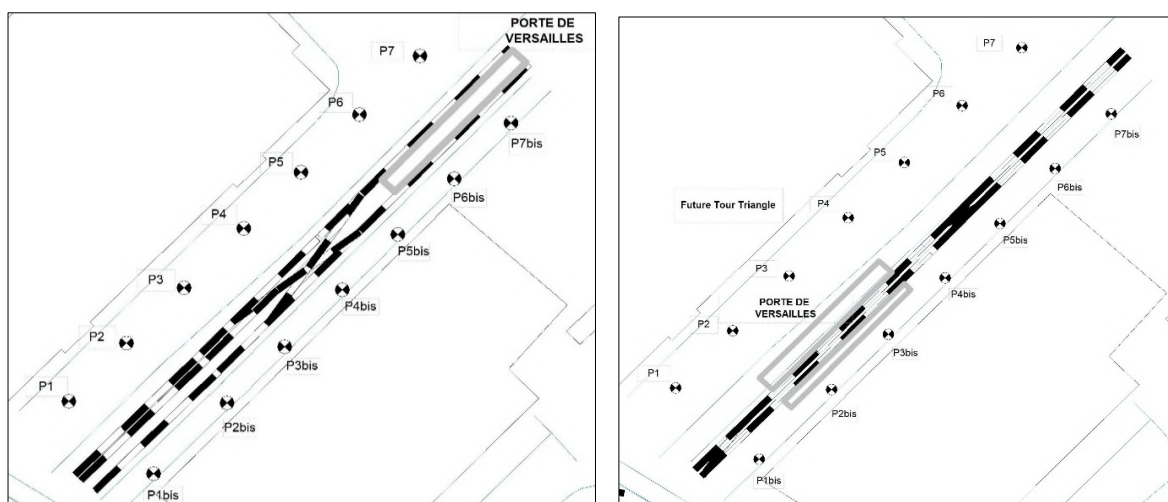 PORTE DE
VERSAILLES
P7
P6
P5
P4
P3
P2
P1
P7bis
P6bis
P5bis
P4bis
P3bis
P2bis
P1bis
P7
P6
P5
P4
P3
P2
P1
Future Tour Triangle
PORTE DE
VERSAILLES
P7bis
P6bis
P5bis
P4bis
P3bis
P2bis
P1bis